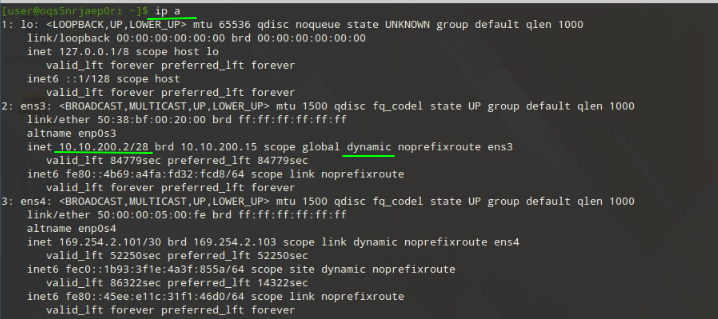 [user@oqs5nrjaep0ri ~]$ ip a
1: lo: <LOOPBACK,UP,LOWER_UP> mtu 65536 qdisc noqueue state UNKNOWN group default qlen 1000
    link/loopback 00:00:00:00:00:00 brd 00:00:00:00:00:00
    inet 127.0.0.1/8 scope host lo
       valid_lft forever preferred_lft forever
    inet6 ::1/128 scope host
       valid_lft forever preferred_lft forever
2: ens3: <BROADCAST,MULTICAST,UP,LOWER_UP> mtu 1500 qdisc fq_codel state UP group default qlen 1000
    link/ether 50:38:bf:00:20:00 brd ff:ff:ff:ff:ff:ff
    altname enp0s3
    inet 10.10.200.2/28 brd 10.10.200.15 scope global dynamic noprefixroute ens3
       valid_lft 84779sec preferred_lft 84779sec
    inet6 fe80::4b69:a4fa:fd32:fcd8/64 scope link noprefixroute
       valid_lft forever preferred_lft forever
3: ens4: <BROADCAST,MULTICAST,UP,LOWER_UP> mtu 1500 qdisc fq_codel state UP group default qlen 1000
    link/ether 50:00:00:05:00:fe brd ff:ff:ff:ff:ff:ff
    altname enp0s4
    inet 169.254.2.101/30 brd 169.254.2.103 scope link dynamic noprefixroute ens4
       valid_lft 52250sec preferred_lft 52250sec
    inet6 fec0::1b93:3f1e:4a3f:855a/64 scope site dynamic noprefixroute
       valid_lft 86322sec preferred_lft 14322sec
    inet6 fe80::45ee:e11c:31f1:46d0/64 scope link noprefixroute
       valid_lft forever preferred_lft forever